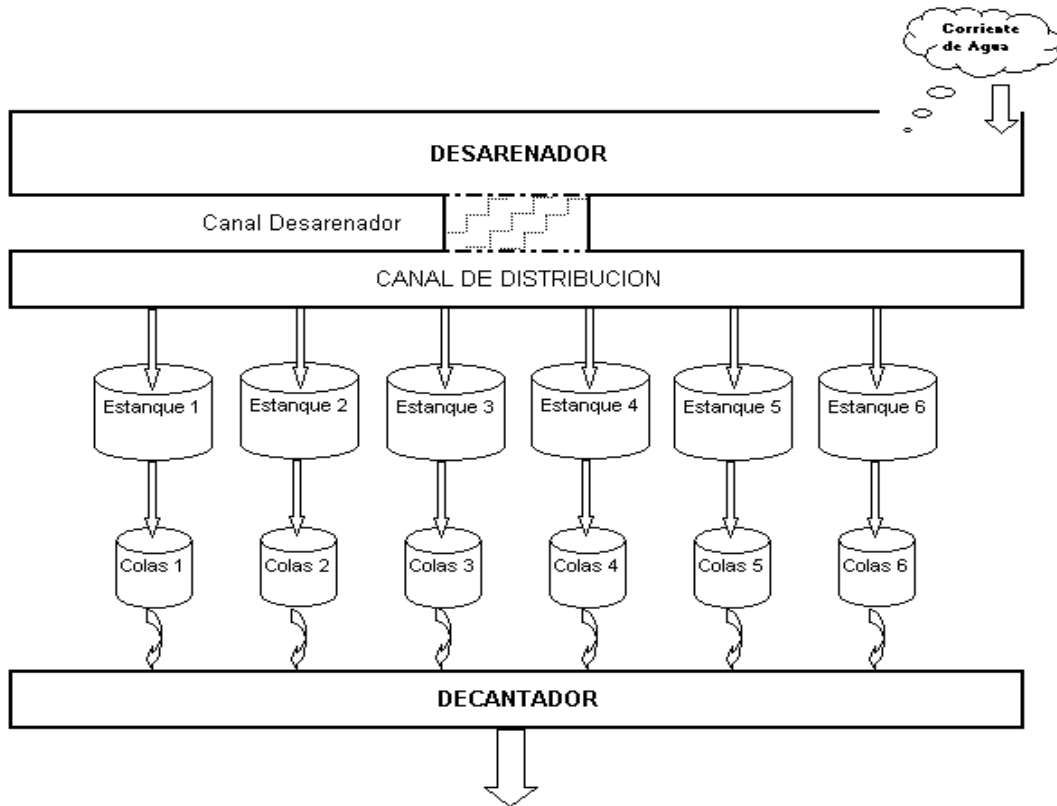 Corriente
de Agua
DESARENADOR
Canal Desarenador
CANAL DE DISTRIBUCION
Estanque 1
Estanque 2
Estanque 3
Estanque 4
Estanque 5
Estanque 6
Colas 1
Colas 2
Colas 3
Colas 4
Colas 5
Colas 6
DECANTADOR